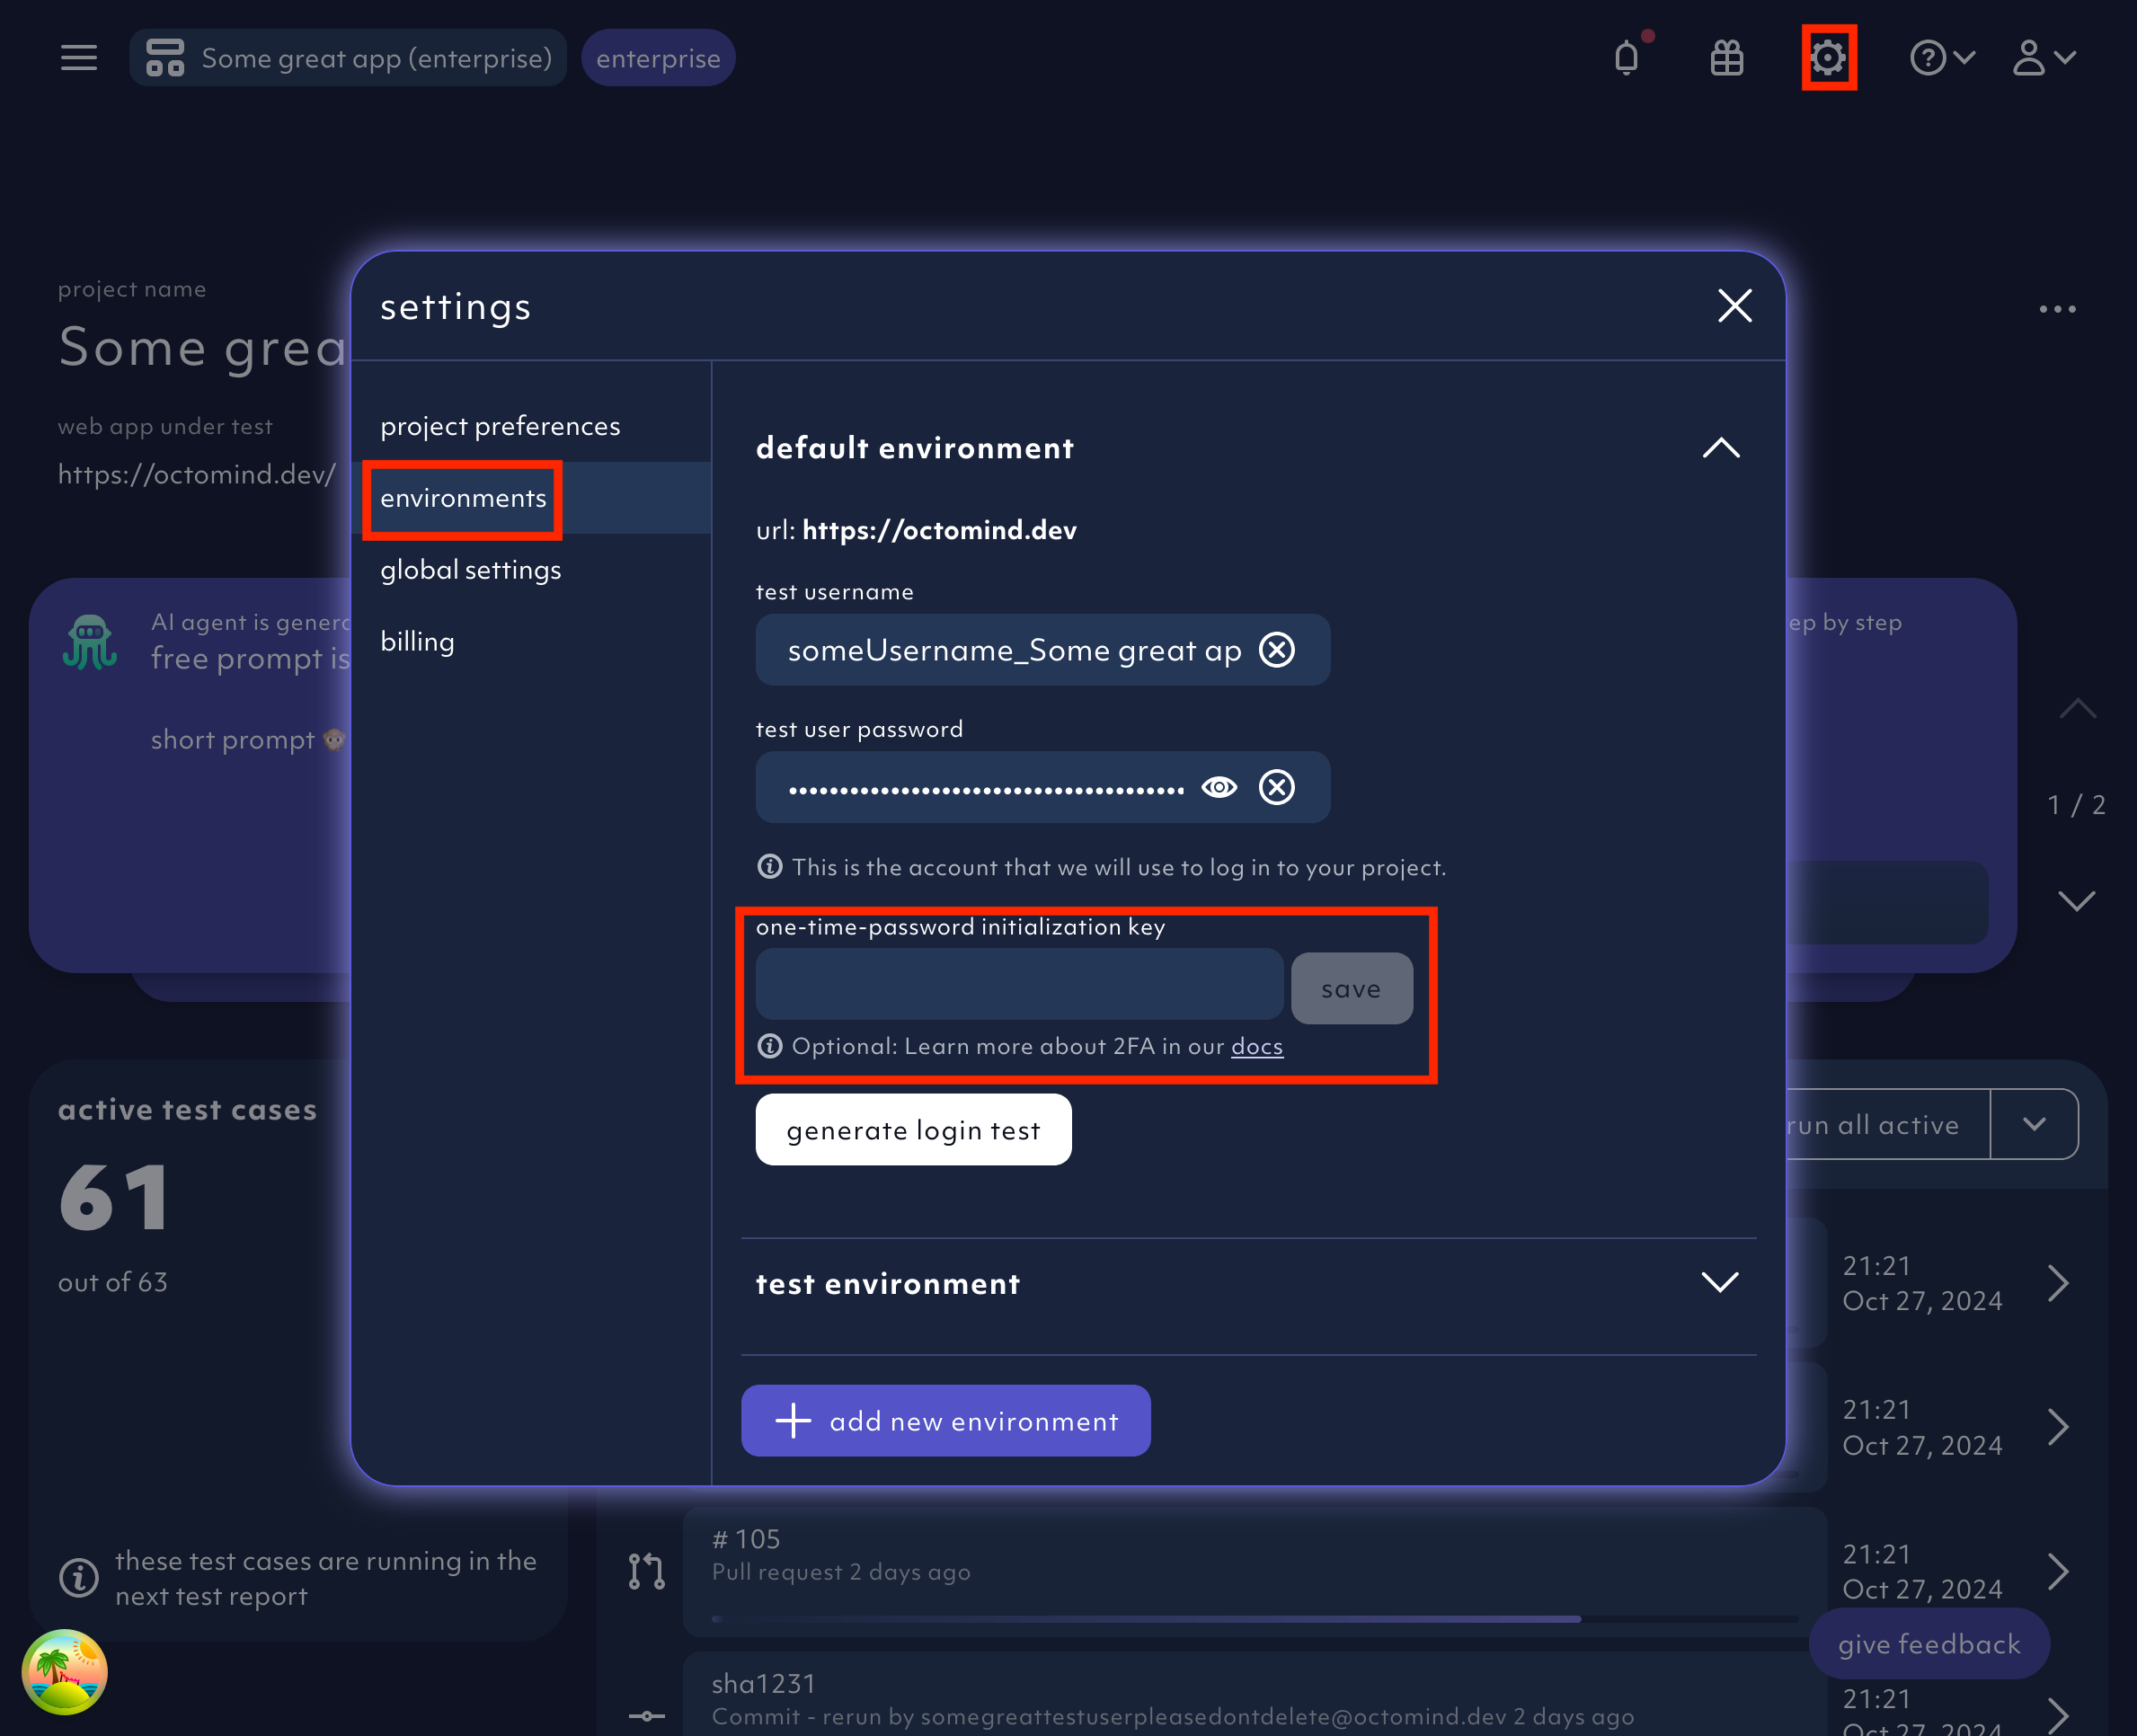 Some great app (enterprise)
enterprise
project name
Some grea
web app under test
https://octomind.dev/
settings
project preferences
environments
global settings
billing
default environment
url: https://octomind.dev
test username
someUsername_Some great ap
test user password
This is the account that we will use to log in to your project.
one-time-password initialization key
save
Optional: Learn more about 2FA in our docs
generate login test
test environment
add new environment
AI agent is genera
free prompt is
short prompt
ep by step
1 / 2
active test cases
61
out of 63
these test cases are running in the
next test report
run all active
21:21
Oct 27, 2024
21:21
Oct 27, 2024
# 105
Pull request 2 days ago
21:21
Oct 27, 2024
give feedback
sha1231
Commit - rerun by somegreattestuserpleasedontdelete@octomind.dev 2 days ago
21:21
Oct 27, 2024